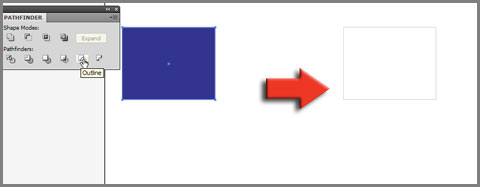 PATHFINDER
Shape Modes:
Expand
Pathfinders:
Outline